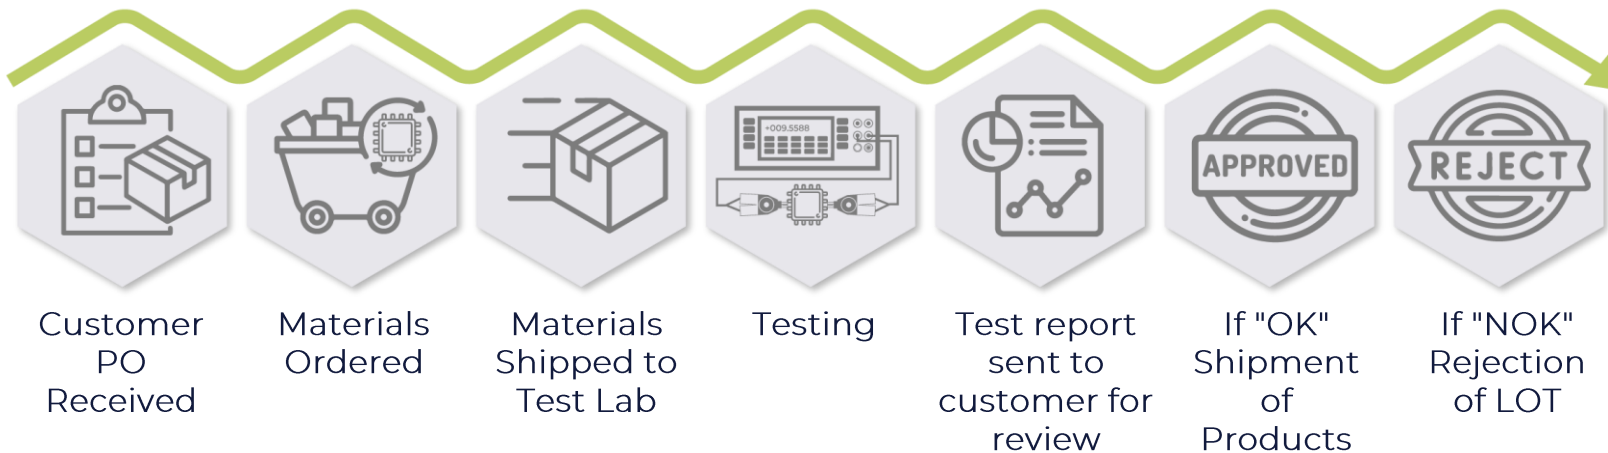 +009.5588
APPROVED
REJECT
Customer
PO
Received
Materials
Ordered
Materials
Shipped to
Test Lab
Testing
Test report
sent to
customer for
review
If "OK"
Shipment
of
Products
If "NOK"
Rejection
of LOT